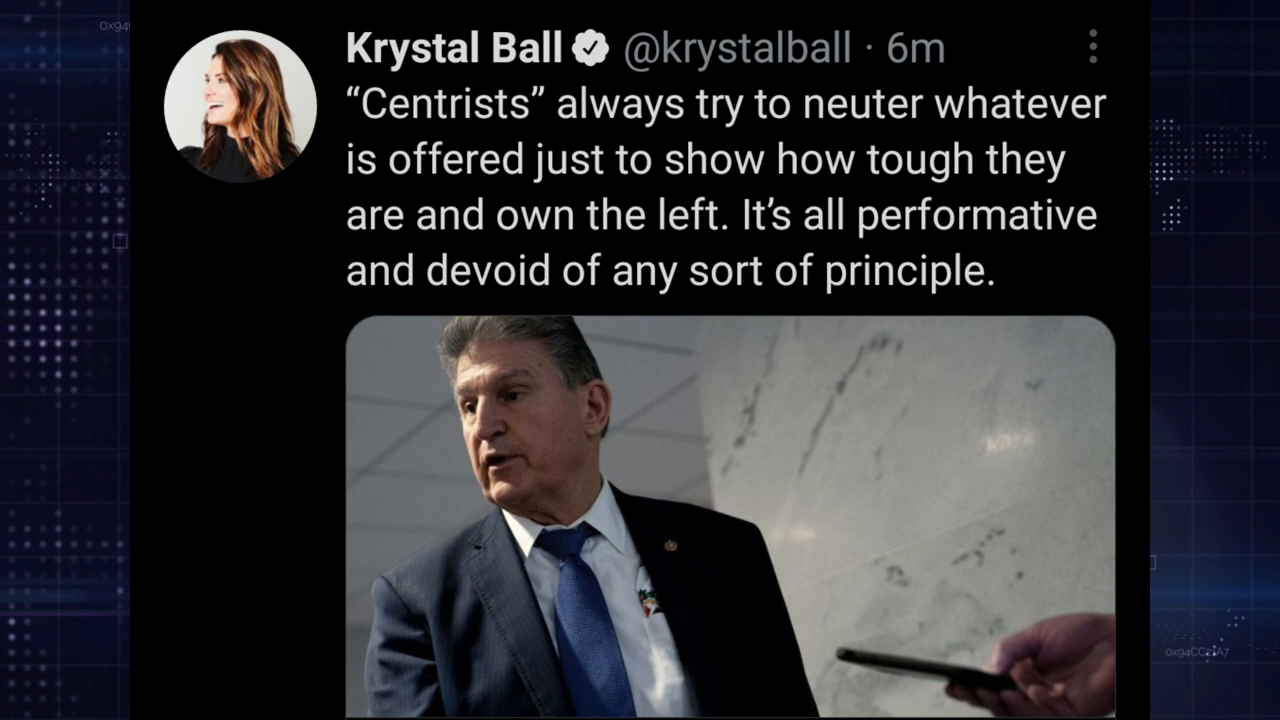 Krystal Ball @krystalball · 6m
“Centrists” always try to neuter whatever
is offered just to show how tough they
are and own the left. It’s all performative
and devoid of any sort of principle.
0x94CC21A7